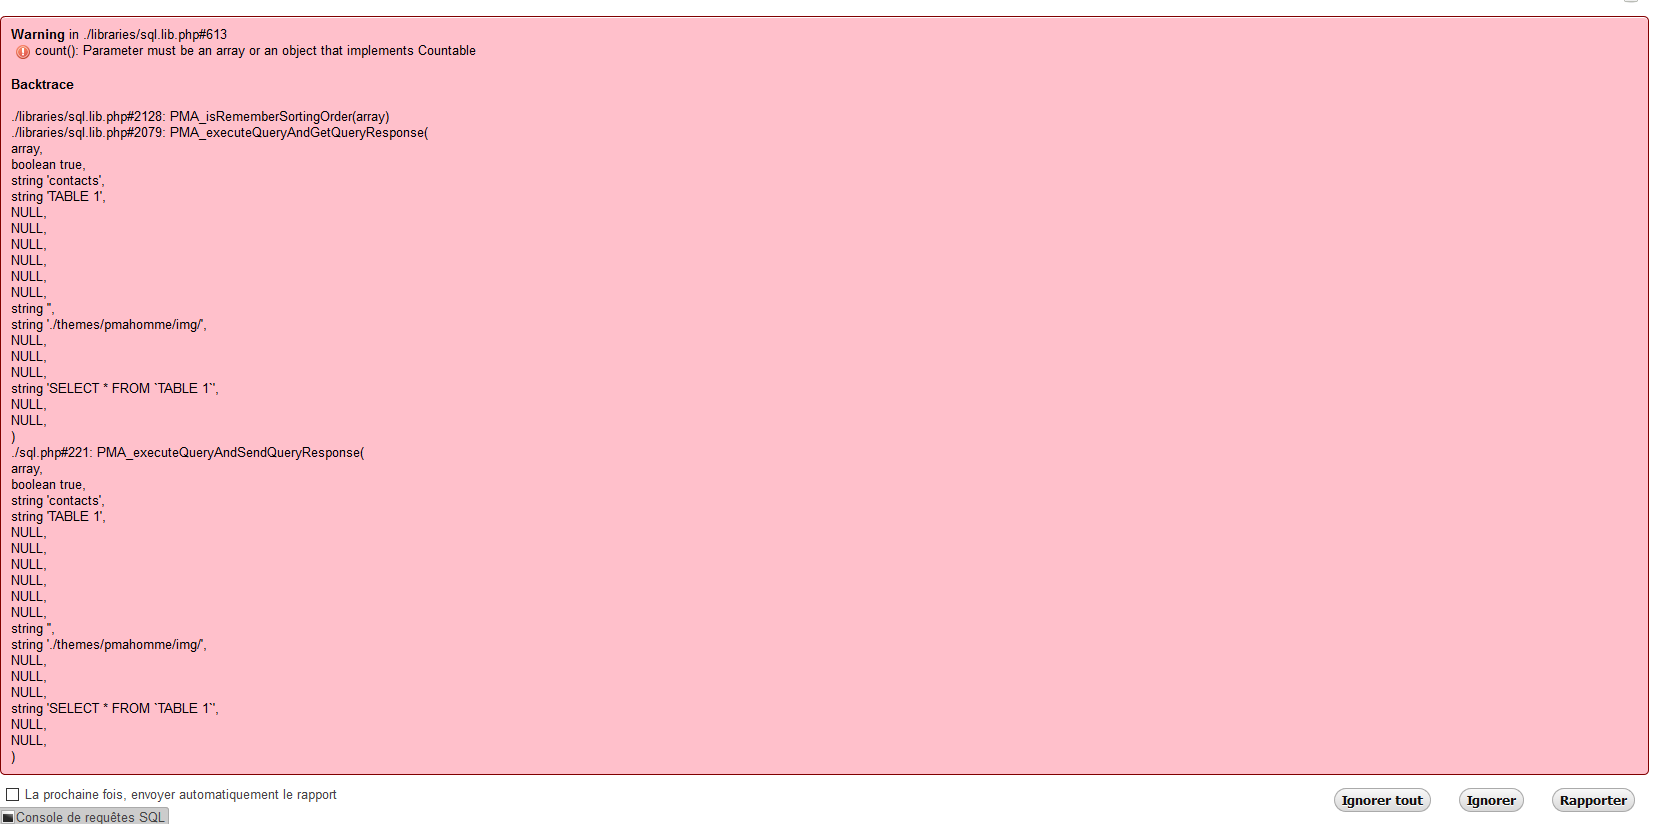 Warning in ./libraries/sql.lib.php#613
count(): Parameter must be an array or an object that implements Countable
Backtrace
./libraries/sql.lib.php#2128: PMA_isRememberSortingOrder(array)
./libraries/sql.lib.php#2079: PMA_executeQueryAndGetQueryResponse(
array,
boolean true,
string 'contacts',
string 'TABLE 1',
NULL,
NULL,
NULL,
NULL,
NULL,
NULL,
string '',
string './themes/pmahomme/img/',
NULL,
NULL,
NULL,
string 'SELECT * FROM `TABLE 1`',
NULL,
NULL,
)
./sql.php#221: PMA_executeQueryAndSendQueryResponse(
array,
boolean true,
string 'contacts',
string 'TABLE 1',
NULL,
NULL,
NULL,
NULL,
NULL,
NULL,
string '',
string './themes/pmahomme/img/',
NULL,
NULL,
NULL,
string 'SELECT * FROM `TABLE 1`',
NULL,
NULL,
)
La prochaine fois, envoyer automatiquement le rapport
Ignorer tout
Ignorer
Rapporter
Console de requêtes SQL